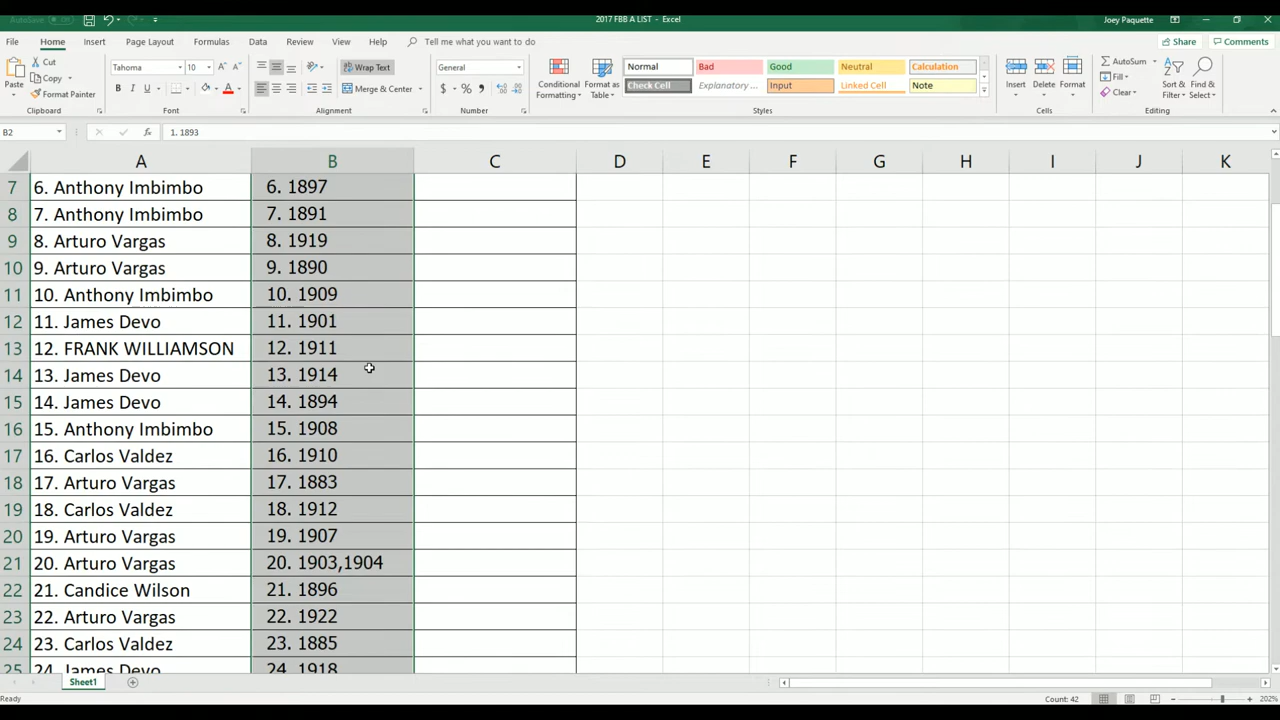 AutoSave
2017 FBB A LIST - Excel
Joey Paquette
File Home Insert Page Layout Formulas Data Review View Help Tell me what you want to do Share Comments
Cut
Copy
Format Painter
Paste
Clipboard
Tahoma 10 A A
B I U A
Font
Wrap Text
Merge & Center
Alignment
General
$ % ,
Number
Conditional Formatting
Format as Table
Normal Bad Good Neutral Calculation
Check Cell Explanatory ... Input Linked Cell Note
Styles
Insert Delete Format
Cells
AutoSum
Fill
Clear
Sort & Filter
Find & Select
Editing
B2 fx 1. 1893
A B C D E F G H I J K
7 6. Anthony Imbimbo 6. 1897
8 7. Anthony Imbimbo 7. 1891
9 8. Arturo Vargas 8. 1919
10 9. Arturo Vargas 9. 1890
11 10. Anthony Imbimbo 10. 1909
12 11. James Devo 11. 1901
13 12. FRANK WILLIAMSON 12. 1911
14 13. James Devo 13. 1914
15 14. James Devo 14. 1894
16 15. Anthony Imbimbo 15. 1908
17 16. Carlos Valdez 16. 1910
18 17. Arturo Vargas 17. 1883
19 18. Carlos Valdez 18. 1912
20 19. Arturo Vargas 19. 1907
21 20. Arturo Vargas 20. 1903,1904
22 21. Candice Wilson 21. 1896
23 22. Arturo Vargas 22. 1922
24 23. Carlos Valdez 23. 1885
25 24. James Devo 24. 1918
Sheet1
Ready Count: 42 202%